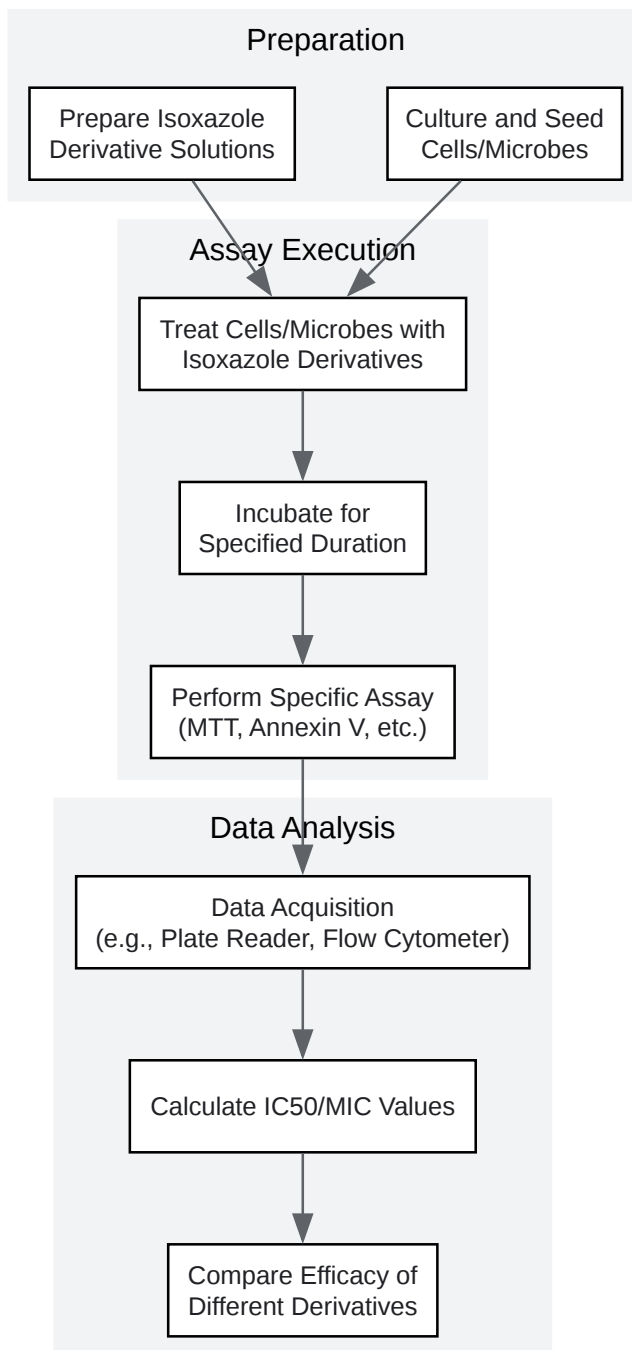 Preparation
Prepare Isoxazole
Derivative Solutions
Culture and Seed
Cells/Microbes
Assay Execution
Treat Cells/Microbes with
Isoxazole Derivatives
Incubate for
Specified Duration
Perform Specific Assay
(MTT, Annexin V, etc.)
Data Analysis
Data Acquisition
(e.g., Plate Reader, Flow Cytometer)
Calculate IC50/MIC Values
Compare Efficacy of
Different Derivatives